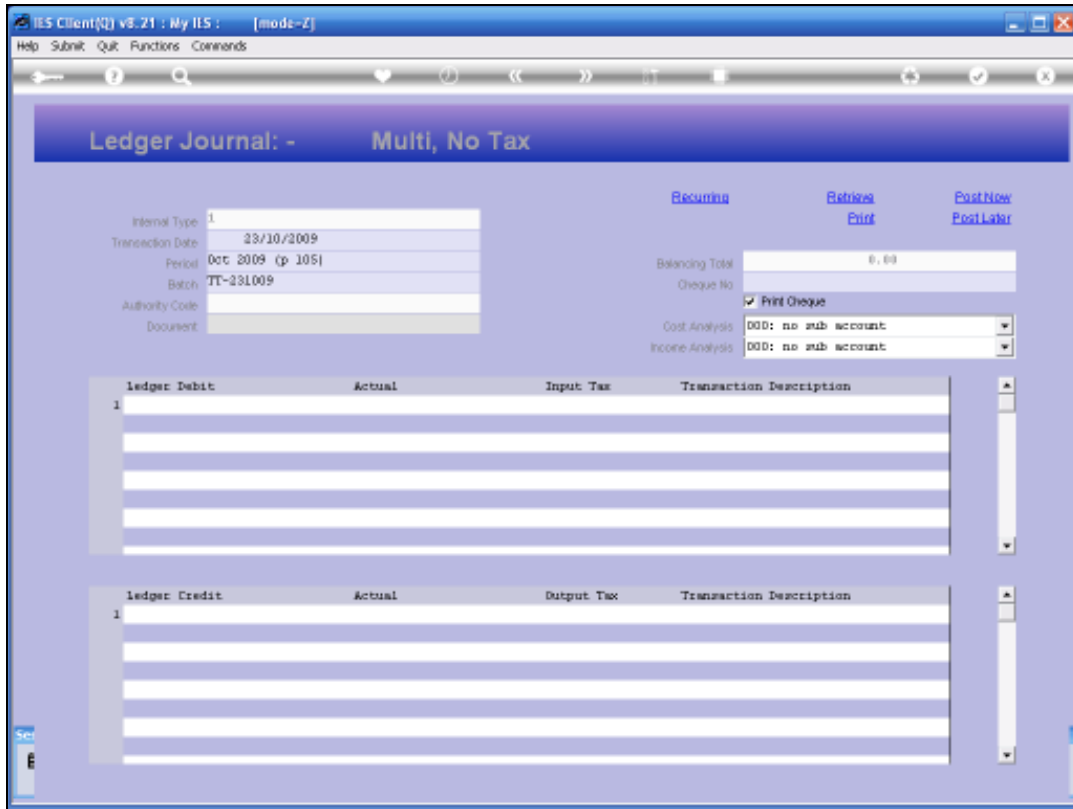 IES Client(Q) v8.21 : My IES : [mode-Z]
Help Submit Quit Functions Commands
Ledger Journal: - Multi, No Tax
Recurring Retrieve Post Now
Print Post Later
Internal Type 1
Transaction Date 23/10/2009
Period Oct 2009 (p 105)
Batch TT-231009
Authority Code
Document
Balancing Total 0.00
Cheque No
Print Cheque
Cost Analysis 000: no sub account
Income Analysis 000: no sub account
Ledger Debit Actual Input Tax Transaction Description
1
Ledger Credit Actual Output Tax Transaction Description
1
Se